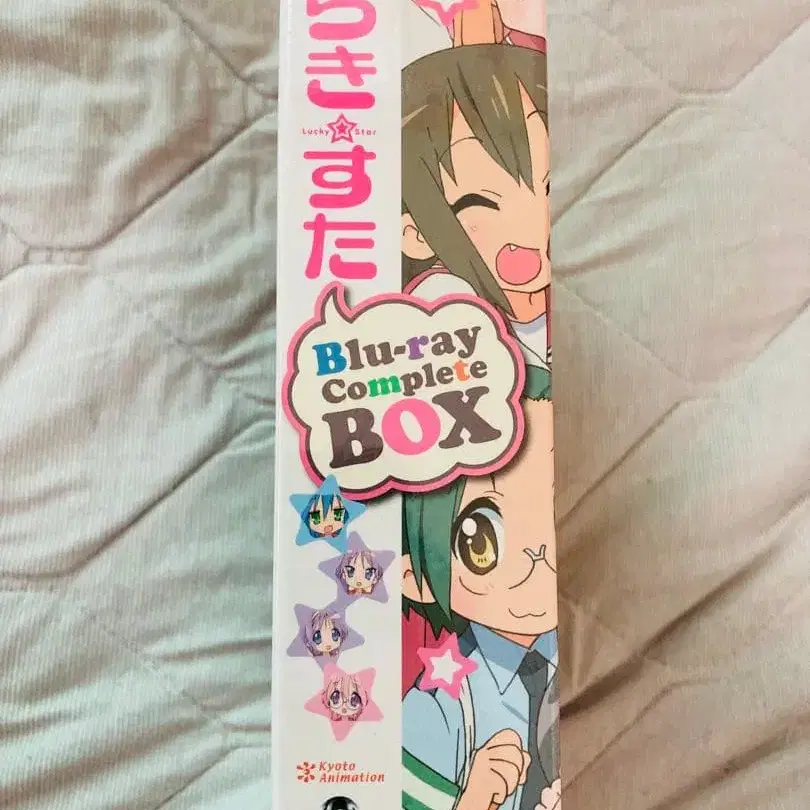 らき
Lucky Star
すた
Blu-ray
Complete
BOX
Kyoto
Animation